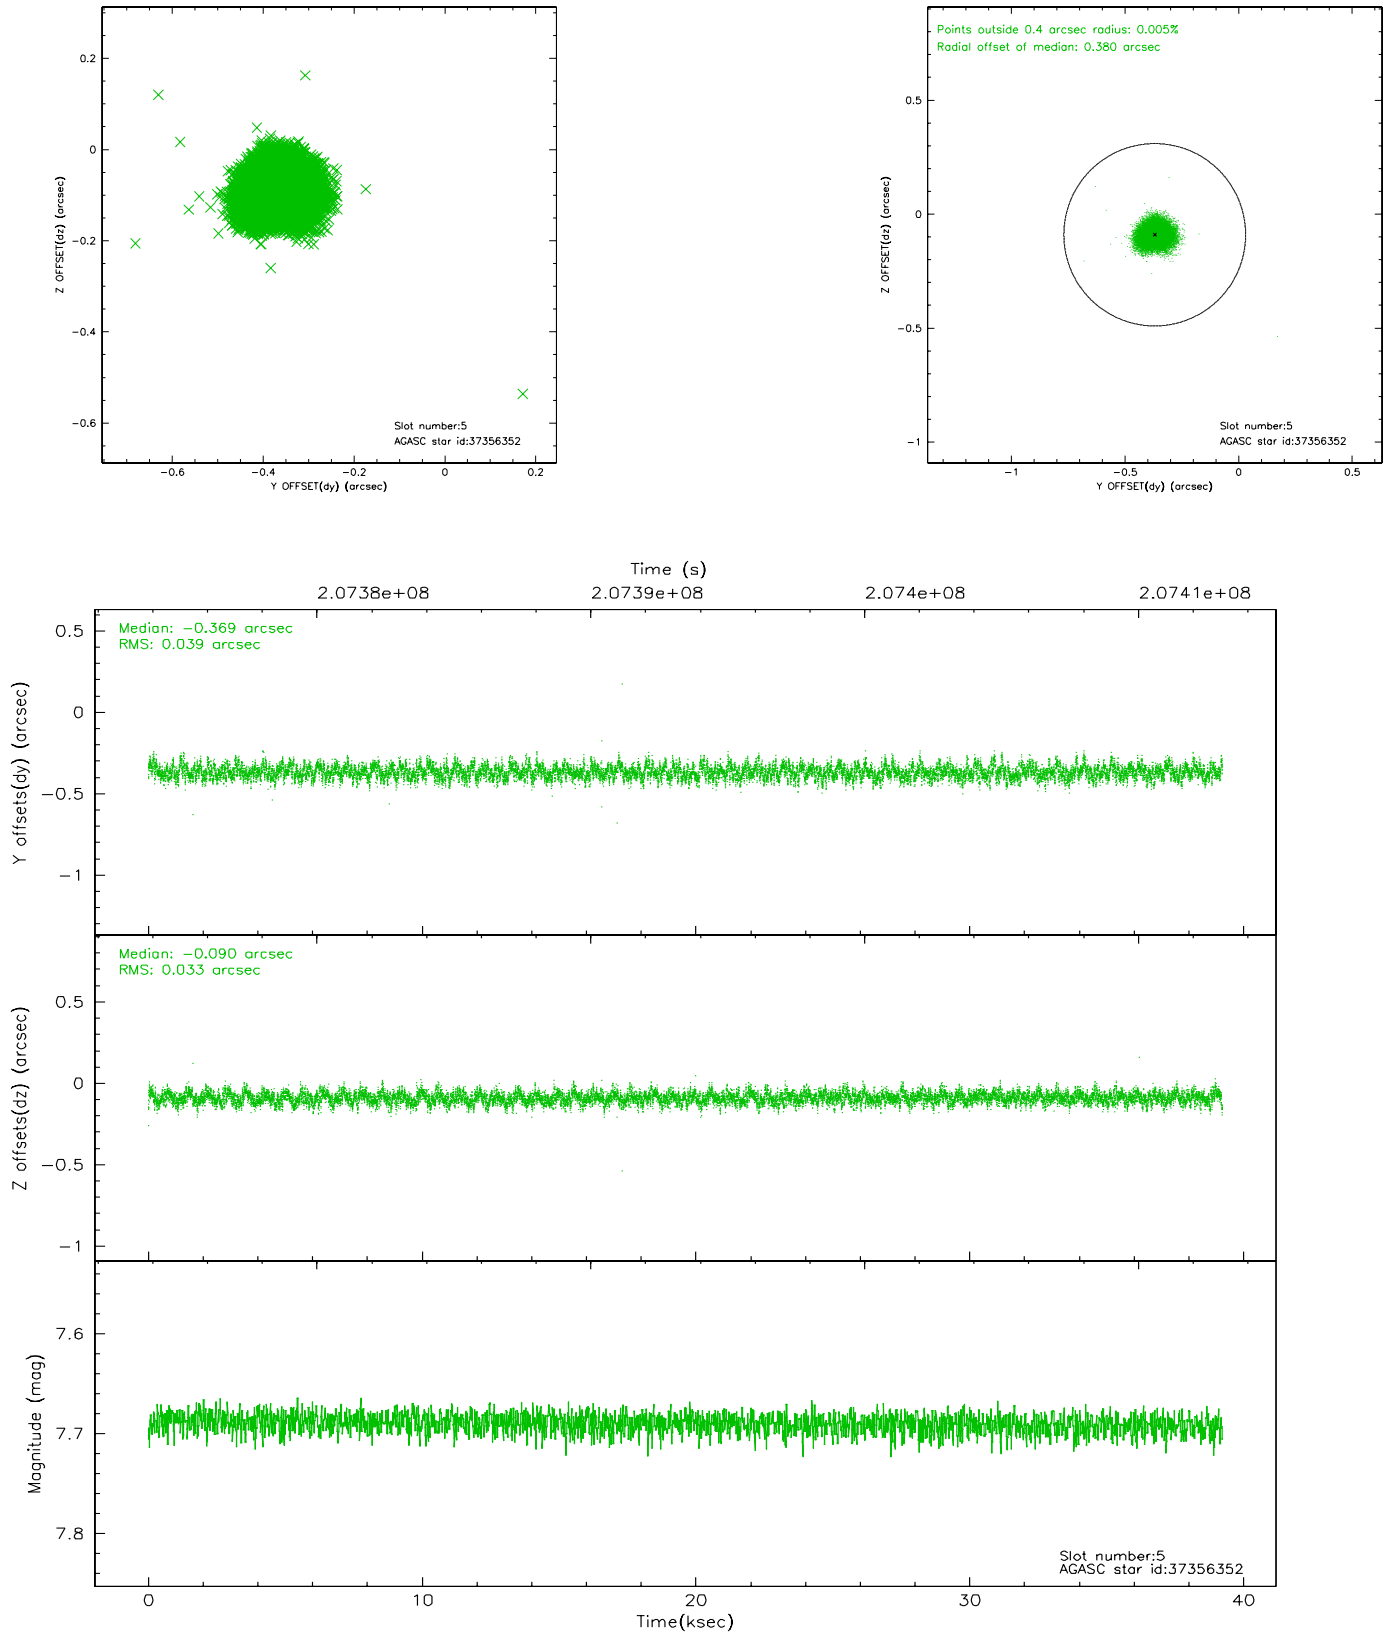 0.2
0
−0.2
−0.4
−0.6
Z OFFSET(dz) (arcsec)
Slot number:5
AGASC star id:37356352
−0.6 −0.4 −0.2 0 0.2
Y OFFSET(dy) (arcsec)
Points outside 0.4 arcsec radius: 0.005%
Radial offset of median: 0.380 arcsec
0.5
0
−0.5
−1
Z OFFSET(dz) (arcsec)
Slot number:5
AGASC star id:37356352
−1 −0.5 0 0.5
Y OFFSET(dy) (arcsec)
Time (s)
2.0738e+08 2.0739e+08 2.074e+08 2.0741e+08
Median: −0.369 arcsec
RMS: 0.039 arcsec
0.5
0
−0.5
−1
Y offsets(dy) (arcsec)
Median: −0.090 arcsec
RMS: 0.033 arcsec
0.5
0
−0.5
−1
Z offsets(dz) (arcsec)
7.6
7.7
7.8
Magnitude (mag)
Slot number:5
AGASC star id:37356352
0 10 20 30 40
Time(ksec)